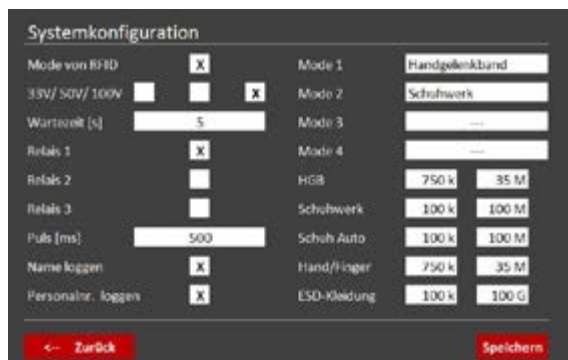 Systemkonfiguration
Mode von RFID X
33V/ 50V/ 100V X
Wartezeit [s] 5
Relais 1 X
Relais 2
Relais 3
Puls [ms] 500
Name loggen X
Personalnr. loggen X
Mode 1 Handgelenkband
Mode 2 Schuhwerk
Mode 3 ---
Mode 4 ---
HGB 750 k 35 M
Schuhwerk 100 k 100 M
Schuh Auto 100 k 100 M
Hand/Finger 750 k 35 M
ESD-Kleidung 100 k 100 G
<-- Zurück
Speichern